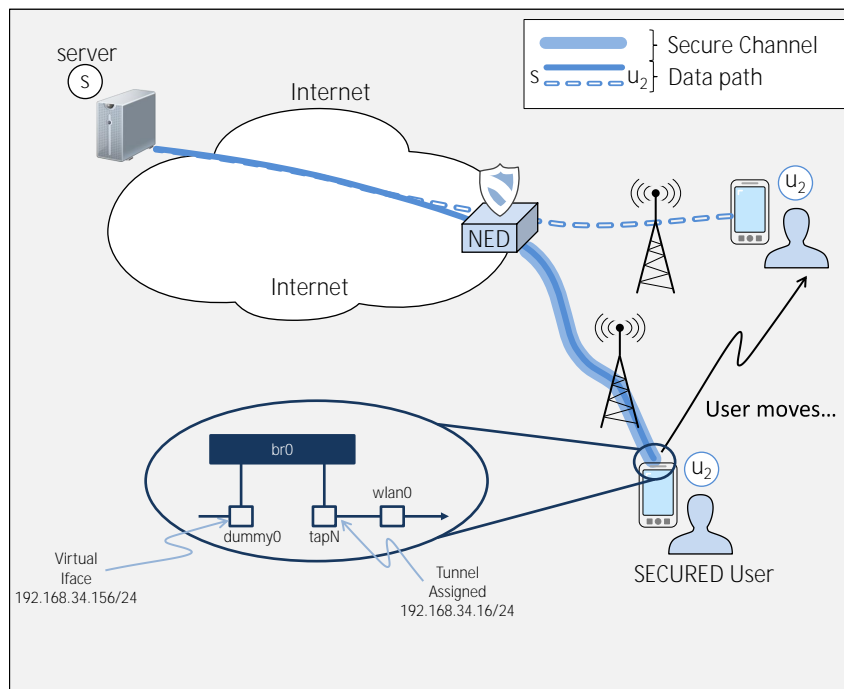 server
S
Internet
Secure Channel
s u₂ Data path
u₂
NED
Internet
User moves...
br0
wlan0
dummy0
tapN
u₂
SECURED User
Virtual
Iface
192.168.34.156/24
Tunnel
Assigned
192.168.34.16/24